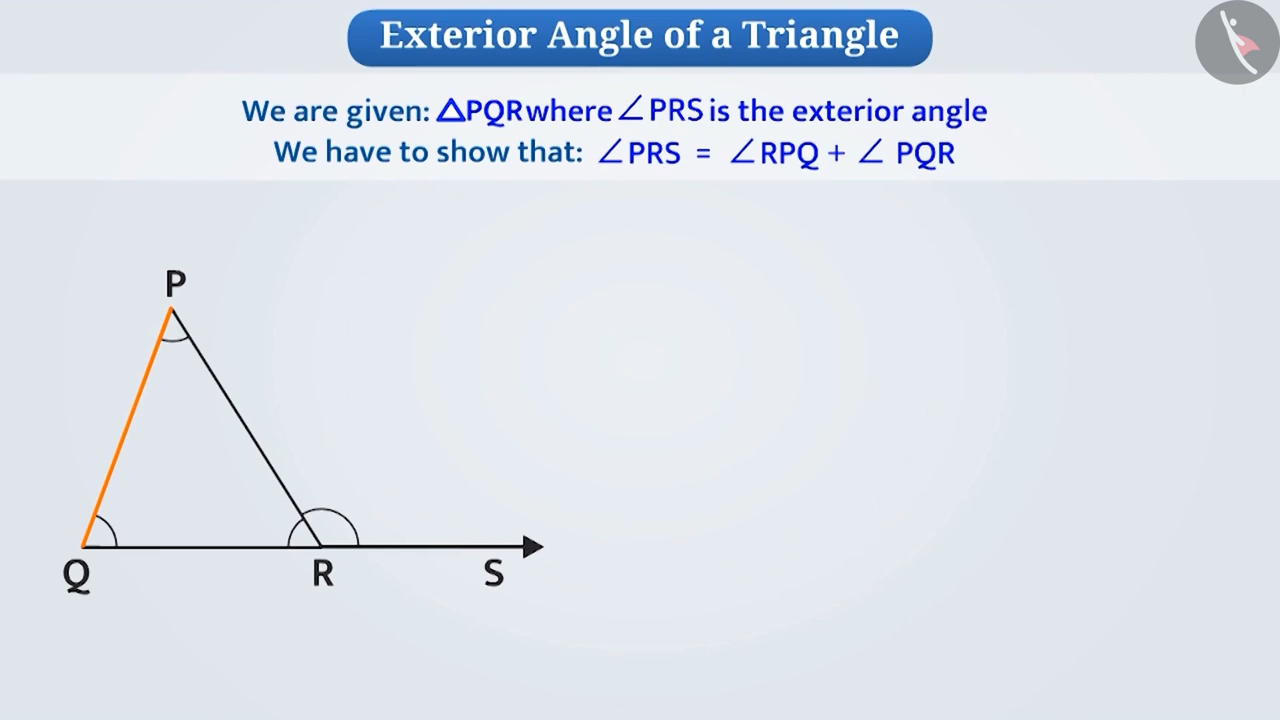 Exterior Angle of a Triangle
We are given: △PQR where ∠PRS is the exterior angle
We have to show that: ∠PRS = ∠RPQ + ∠ PQR
P
Q
R
S